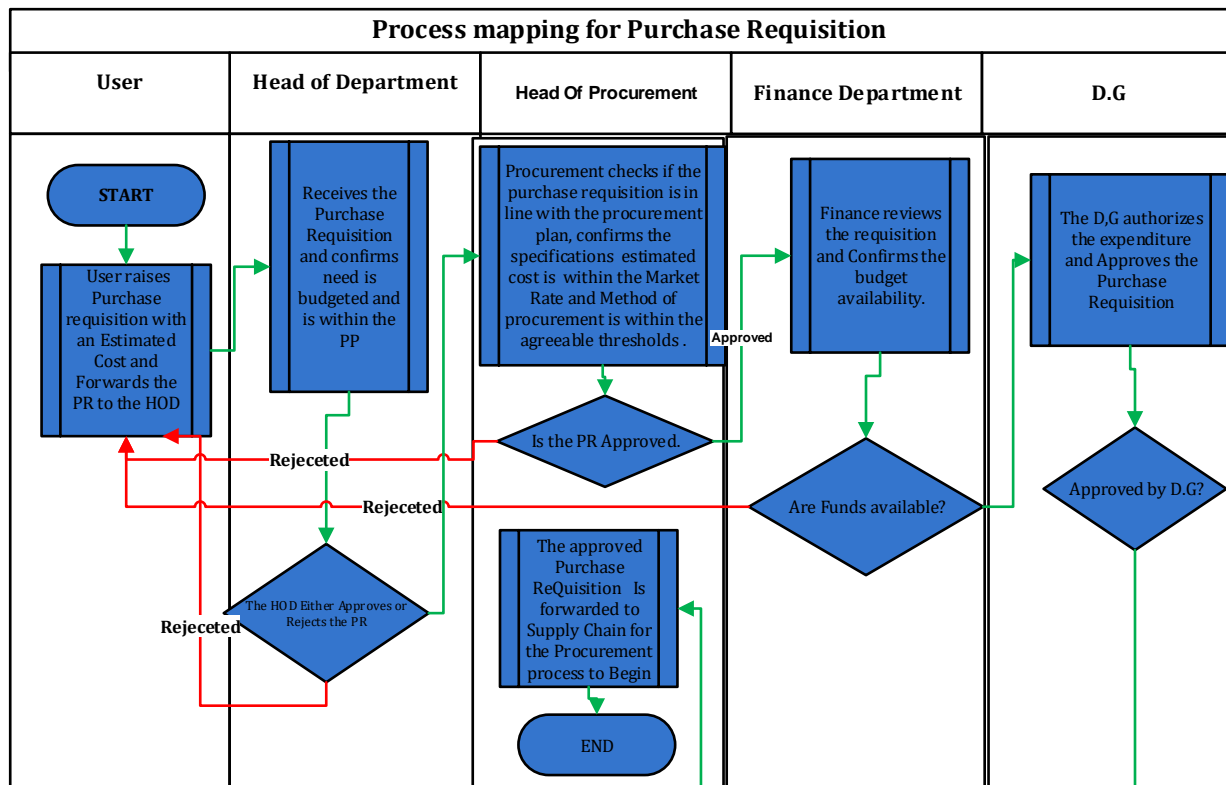 Process mapping for Purchase Requisition
User
Head of Department
Head Of Procurement
Finance Department
D.G
START
User raises
Purchase
requisition with
an Estimated
Cost and
Forwards the
PR to the HOD
Receives the
Purchase
Requisition
and confirms
need is
budgeted and
is within the
PP
The HOD Either Approves or
Rejects the PR
Rejeceted
Procurement checks if the
purchase requisition is in
line with the procurement
plan, confirms the
specifications estimated
cost is within the Market
Rate and Method of
procurement is within the
agreeable thresholds .
Is the PR Approved.
Rejeceted
Approved
Finance reviews
the requisition
and Confirms the
budget
availability.
Are Funds available?
Rejeceted
The D,G authorizes
the expenditure
and Approves the
Purchase
Requisition
Approved by D.G?
The approved
Purchase
ReQuisition Is
forwarded to
Supply Chain for
the Procurement
process to Begin
END